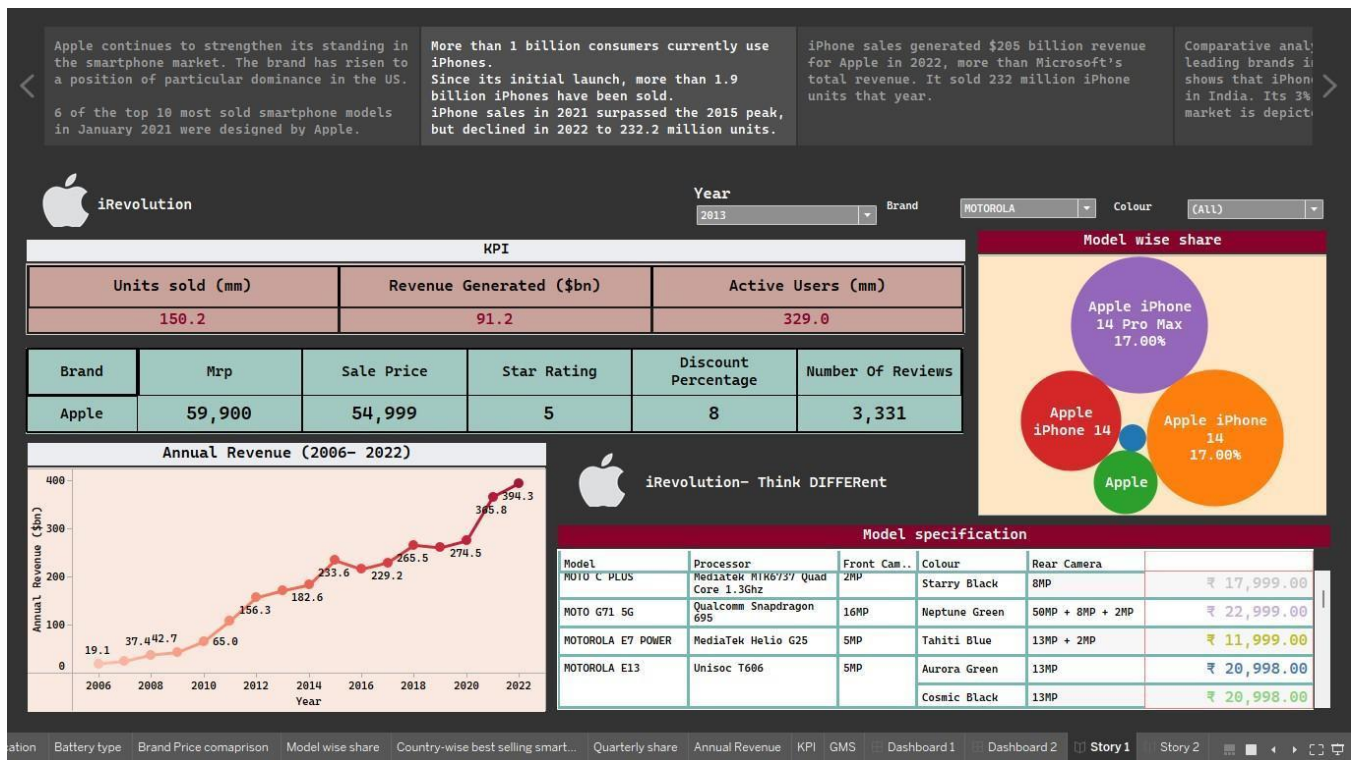 Apple continues to strengthen its standing in
the smartphone market. The brand has risen to
a position of particular dominance in the US.
6 of the top 10 most sold smartphone models
in January 2021 were designed by Apple.
More than 1 billion consumers currently use
iPhones.
Since its initial launch, more than 1.9
billion iPhones have been sold.
iPhone sales in 2021 surpassed the 2015 peak,
but declined in 2022 to 232.2 million units.
iPhone sales generated $205 billion revenue
for Apple in 2022, more than Microsoft's
total revenue. It sold 232 million iPhone
units that year.
Comparative
leading brands
shows that
in India. Its 3%
market is
iRevolution
Year
2013
Brand
MOTOROLA
Colour
(All)
KPI
Units sold (mm) Revenue Generated ($bn) Active Users (mm)
150.2 91.2 329.0
Brand Mrp Sale Price Star Rating Discount Percentage Number Of Reviews
Apple 59,900 54,999 5 8 3,331
Model wise share
Apple iPhone
14 Pro Max
17.00%
Apple
iPhone 14
Apple iPhone
14
17.00%
Apple
Annual Revenue (2006– 2022)
Annual Revenue ($bn)
400
300
200
100
0
19.1
37.4
42.7
65.0
156.3
182.6
233.6
229.2
265.5
274.5
365.8
394.3
2006 2008 2010 2012 2014 2016 2018 2020 2022
Year
iRevolution– Think DIFFERent
Model specification
Model Processor Front Cam.. Colour Rear Camera
MOTO C PLUS Mediatek MTR6737 Quad Core 1.3Ghz 2MP Starry Black 8MP ₹ 17,999.00
MOTO G71 5G Qualcomm Snapdragon 695 16MP Neptune Green 50MP + 8MP + 2MP ₹ 22,999.00
MOTOROLA E7 POWER MediaTek Helio G25 5MP Tahiti Blue 13MP + 2MP ₹ 11,999.00
MOTOROLA E13 Unisoc T606 5MP Aurora Green 13MP ₹ 20,998.00
Cosmic Black 13MP ₹ 20,998.00
Battery type Brand Price comaprison Model wise share Country-wise best selling smart... Quarterly share Annual Revenue KPI GMS Dashboard 1 Dashboard 2 Story 1 Story 2